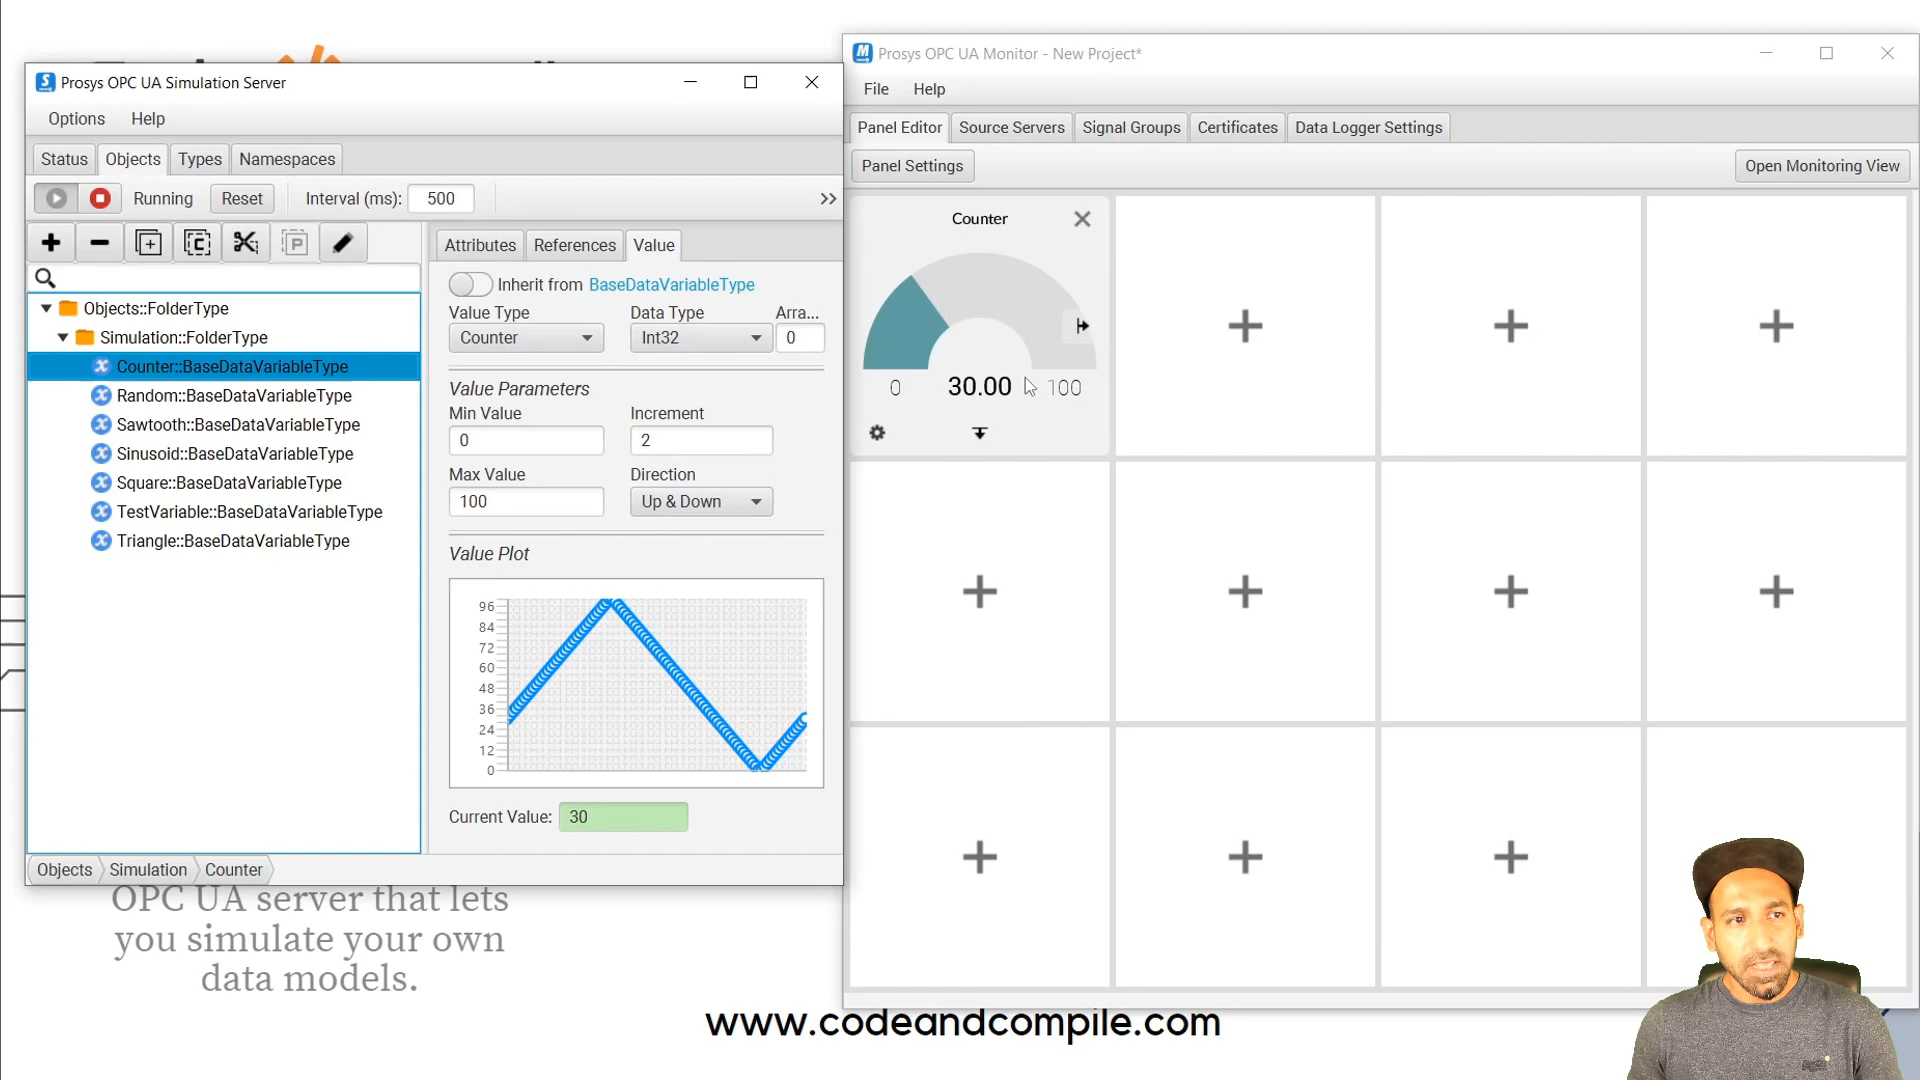 Prosys OPC UA Simulation Server
Options Help
Status Objects Types Namespaces
Running Reset Interval (ms): 500 >>
Objects::FolderType
Simulation::FolderType
Counter::BaseDataVariableType
Random::BaseDataVariableType
Sawtooth::BaseDataVariableType
Sinusoid::BaseDataVariableType
Square::BaseDataVariableType
TestVariable::BaseDataVariableType
Triangle::BaseDataVariableType
Attributes References Value
Inherit from BaseDataVariableType
Value Type Data Type Arra...
Counter Int32 0
Value Parameters
Min Value Increment
0 2
Max Value Direction
100 Up & Down
Value Plot
96
84
72
60
48
36
24
12
0
Current Value: 30
Objects Simulation Counter
OPC UA server that lets
you simulate your own
data models.
Prosys OPC UA Monitor - New Project*
File Help
Panel Editor Source Servers Signal Groups Certificates Data Logger Settings
Panel Settings Open Monitoring View
Counter
0 30.00 100
www.codeandcompile.com